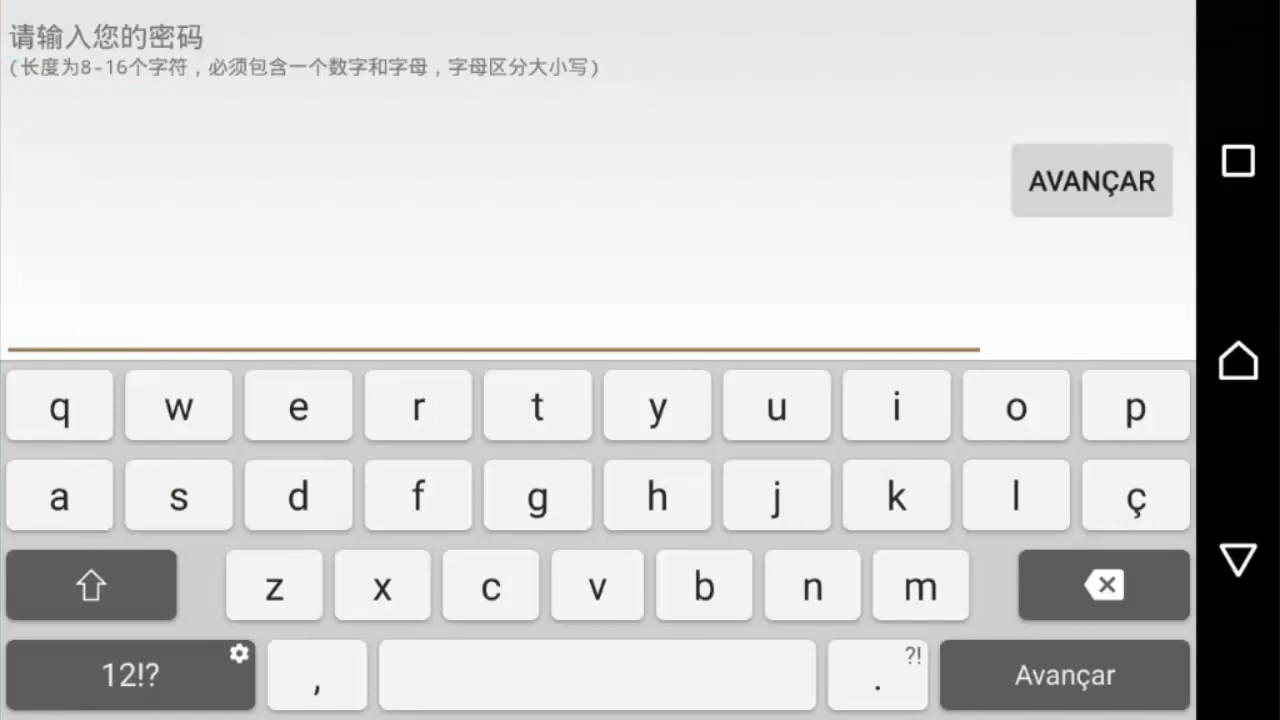 请输入您的密码
(长度为8-16个字符，必须包含一个数字和字母，字母区分大小写)
AVANÇAR
q w e r t y u i o p
a s d f g h j k l ç
z x c v b n m
12!? , . ?! Avançar